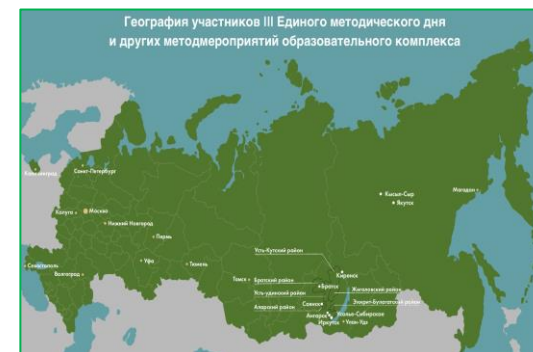 География участников III Единого методического дня
и других методмероприятий образовательного комплекса
Калининград
Санкт-Петербург
Кысыл-Сыр
Якутск
Магадан
Калуга
Москва
Нижний Новгород
Пермь
Севастополь
Волгоград
Уфа
Тюмень
Томск
Усть-Кутский район
Киренск
Братский район
Братск
Усть-удинский район
Жигаловский район
Саянск
Эхирит-Булагатский район
Аларский район
Ангарск
Усолье-Сибирское
Иркутск
Улан-Удэ